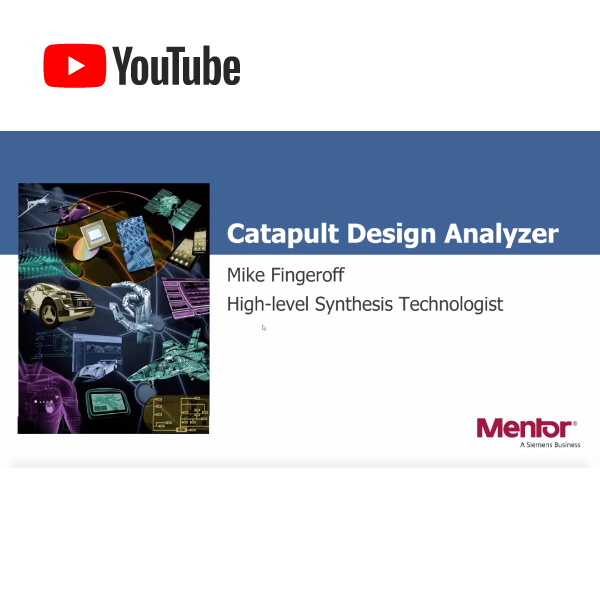 YouTube
Catapult Design Analyzer
Mike Fingeroff
High-level Synthesis Technologist
Mentor®
A Siemens Business